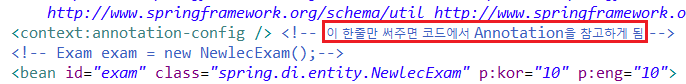 http://www.springframework.org/schema/util http://www.springframework.o
<context:annotation-config /> <!-- 이 한줄만 써주면 코드에서 Annotation을 참고하게 됨-->
<!-- Exam exam = new NewlecExam();-->
<bean id="exam" class="spring.di.entity.NewlecExam" p:kor="10" p:eng="10">